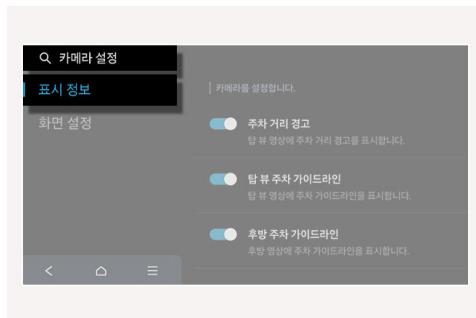 카메라 설정
표시 정보
화면 설정
카메라를 설정합니다.
주차 거리 경고
탑 뷰 영상에 주차 거리 경고를 표시합니다.
탑 뷰 주차 가이드라인
탑 뷰 영상에 주차 가이드라인을 표시합니다.
후방 주차 가이드라인
후방 영상에 주차 가이드라인을 표시합니다.